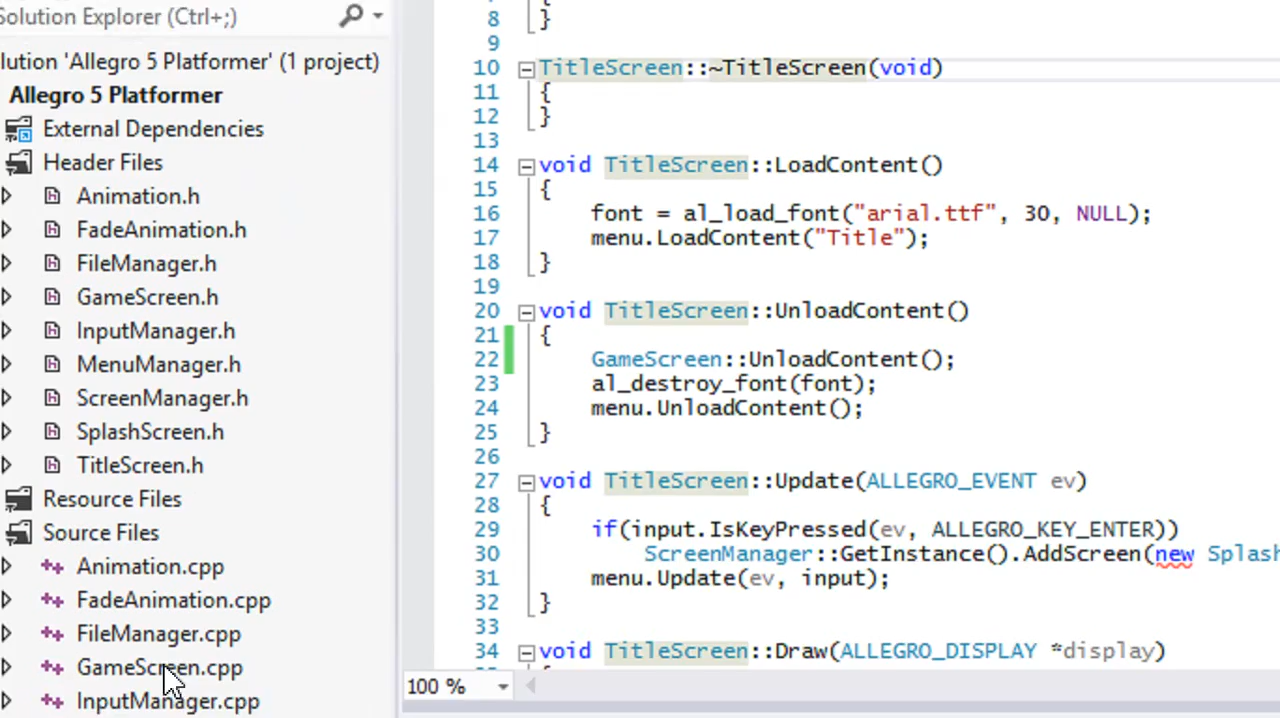 Solution Explorer (Ctrl+;)
lution 'Allegro 5 Platformer' (1 project)
Allegro 5 Platformer
External Dependencies
Header Files
Animation.h
FadeAnimation.h
FileManager.h
GameScreen.h
InputManager.h
MenuManager.h
ScreenManager.h
SplashScreen.h
TitleScreen.h
Resource Files
Source Files
Animation.cpp
FadeAnimation.cpp
FileManager.cpp
GameScreen.cpp
InputManager.cpp
8 }
9
10 TitleScreen::~TitleScreen(void)
11 {
12 }
13
14 void TitleScreen::LoadContent()
15 {
16 font = al_load_font("arial.ttf", 30, NULL);
17 menu.LoadContent("Title");
18 }
19
20 void TitleScreen::UnloadContent()
21 {
22 GameScreen::UnloadContent();
23 al_destroy_font(font);
24 menu.UnloadContent();
25 }
26
27 void TitleScreen::Update(ALLEGRO_EVENT ev)
28 {
29 if(input.IsKeyPressed(ev, ALLEGRO_KEY_ENTER))
30 ScreenManager::GetInstance().AddScreen(new Splash
31 menu.Update(ev, input);
32 }
33
34 void TitleScreen::Draw(ALLEGRO_DISPLAY *display)
100 %